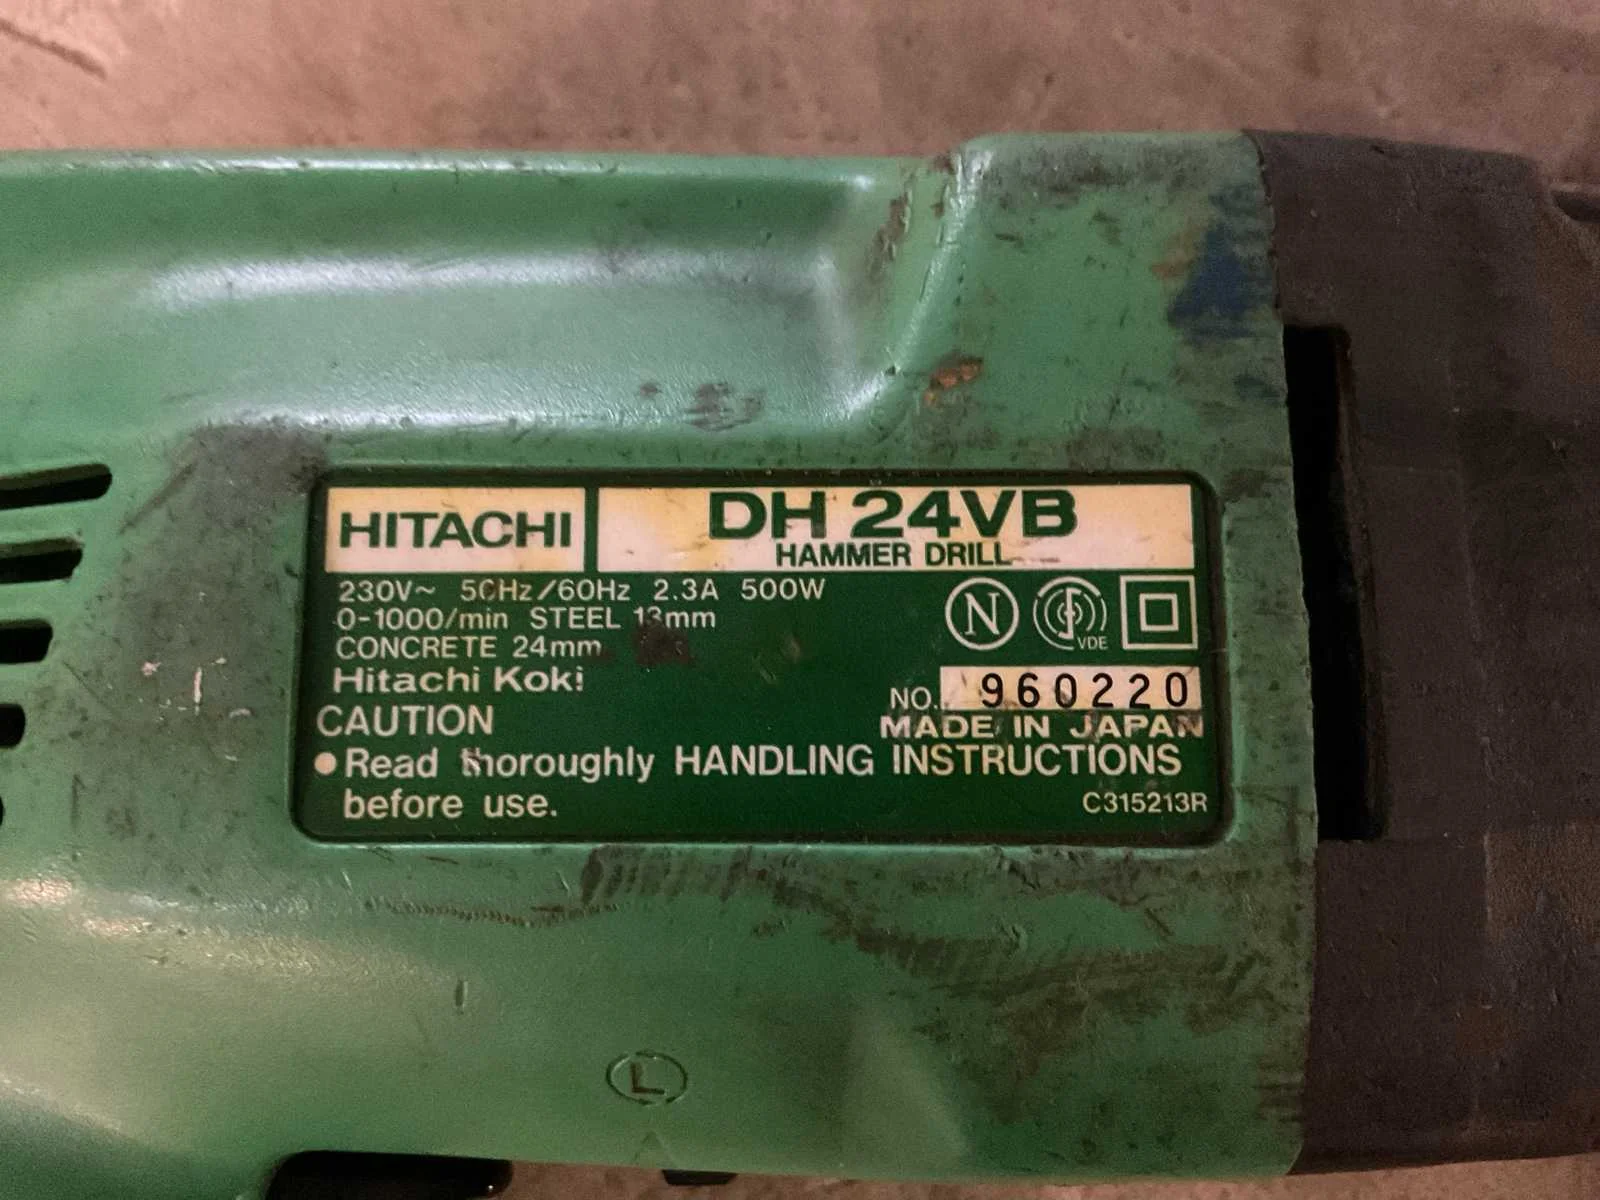 HITACHI
DH 24VB
HAMMER DRILL
230V~ 50Hz/60Hz 2.3A 500W
0-1000/min STEEL 13mm
CONCRETE 24mm
Hitachi Koki
N
VDE
NO. 960220
MADE IN JAPAN
CAUTION
•Read thoroughly HANDLING INSTRUCTIONS
before use.
C315213R
L